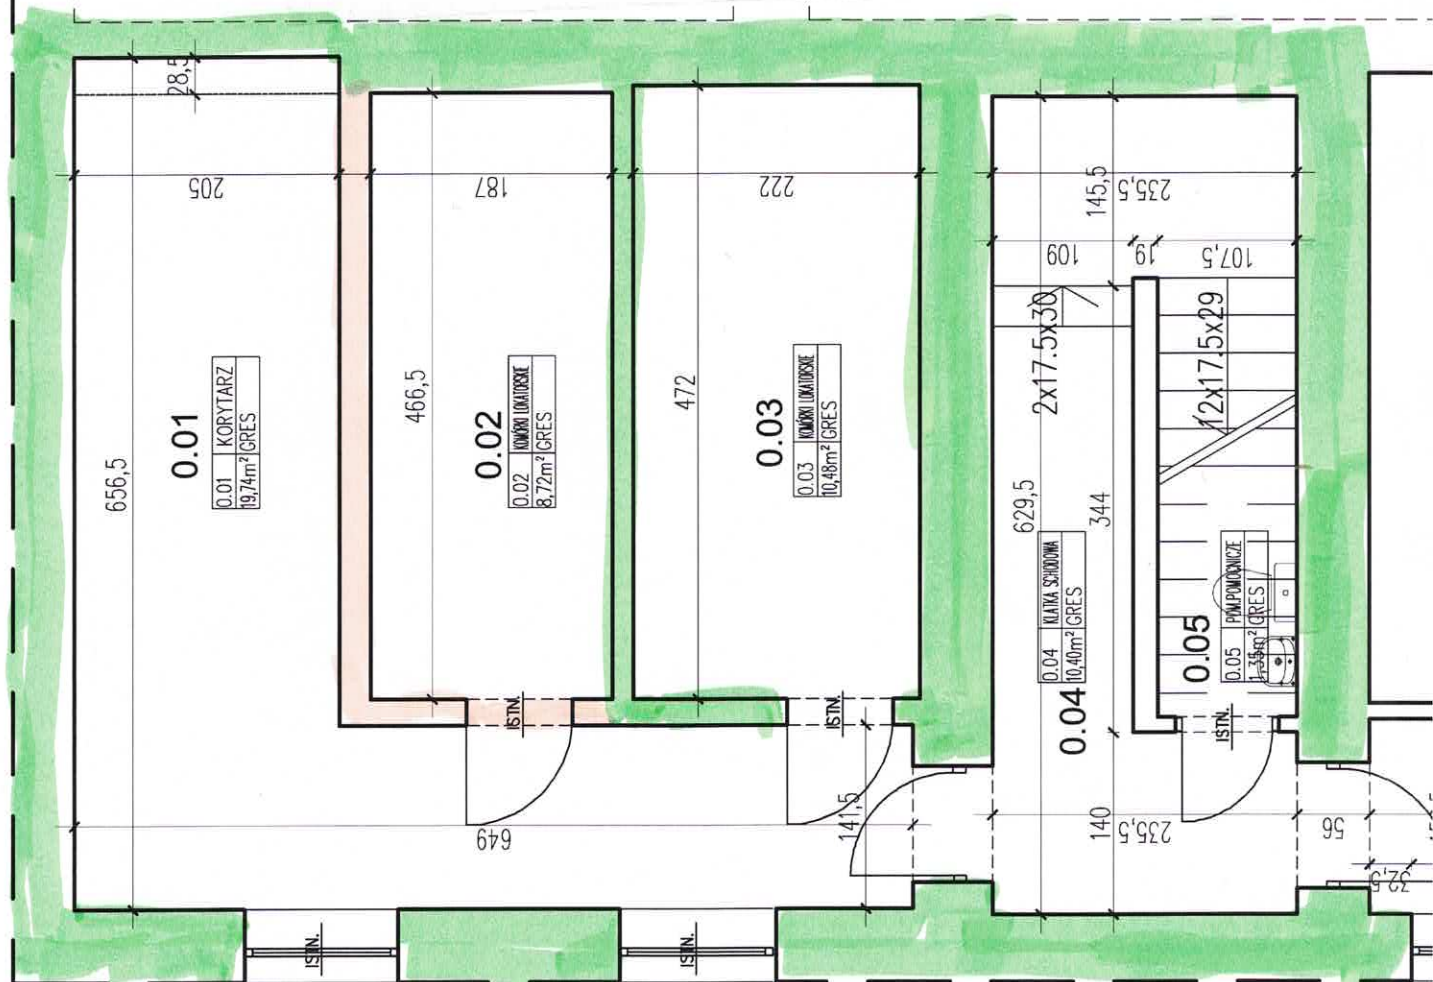 28,5
205
187
222
145,5
235,5
109
19
107,5
2x17.5x30
12x17.5x29
656,5
0.01
0.01 KORYTARZ
19,74m² GRES
466,5
0.02
0.02 KOMÓRKI LOKATORSKIE
8,72m² GRES
472
0.03
0.03 KOMÓRKI LOKATORSKIE
10,48m² GRES
629,5
344
0.04
0.04 KLATKA SCHODOWA
10,40m² GRES
0.05
0.05 POM.POMOCNICZE
1,35m² GRES
ISTN.
ISTN.
ISTN.
649
141,5
140
235,5
56
32,5
ISTN.
ISTN.